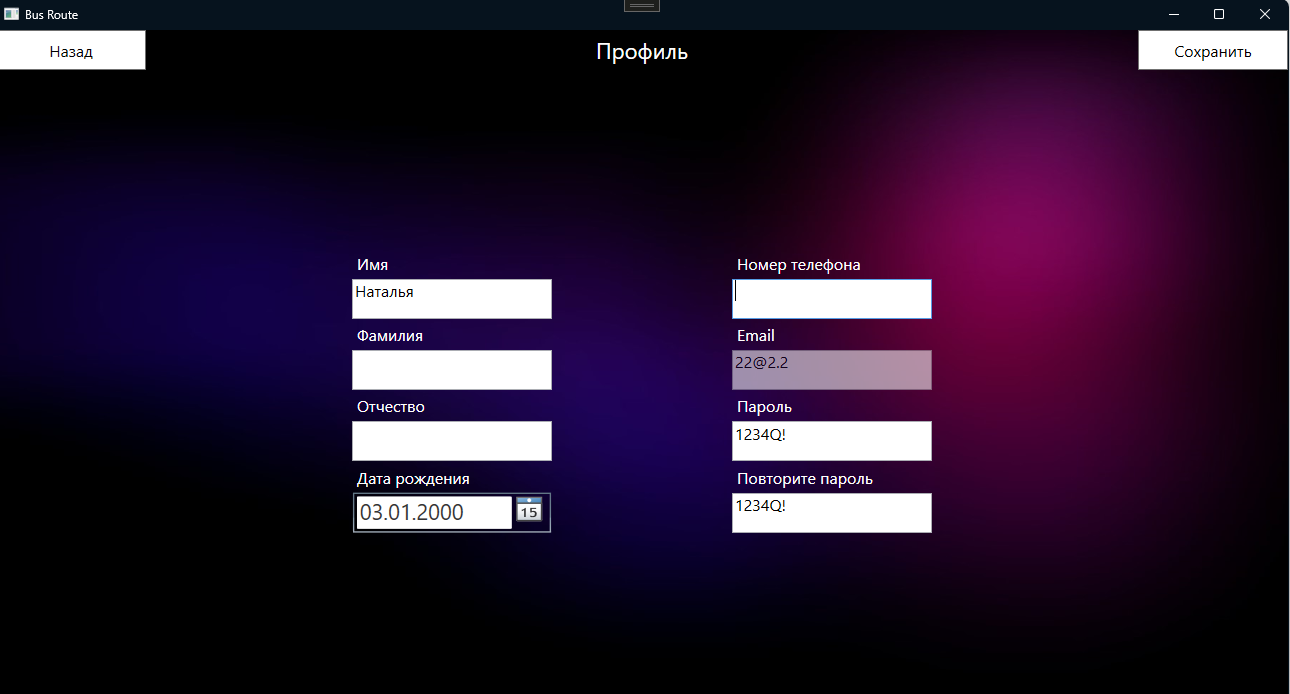 Bus Route
Назад
Профиль
Сохранить
Имя
Наталья
Фамилия
Отчество
Дата рождения
03.01.2000
15
Номер телефона
Email
22@2.2
Пароль
1234Q!
Повторите пароль
1234Q!